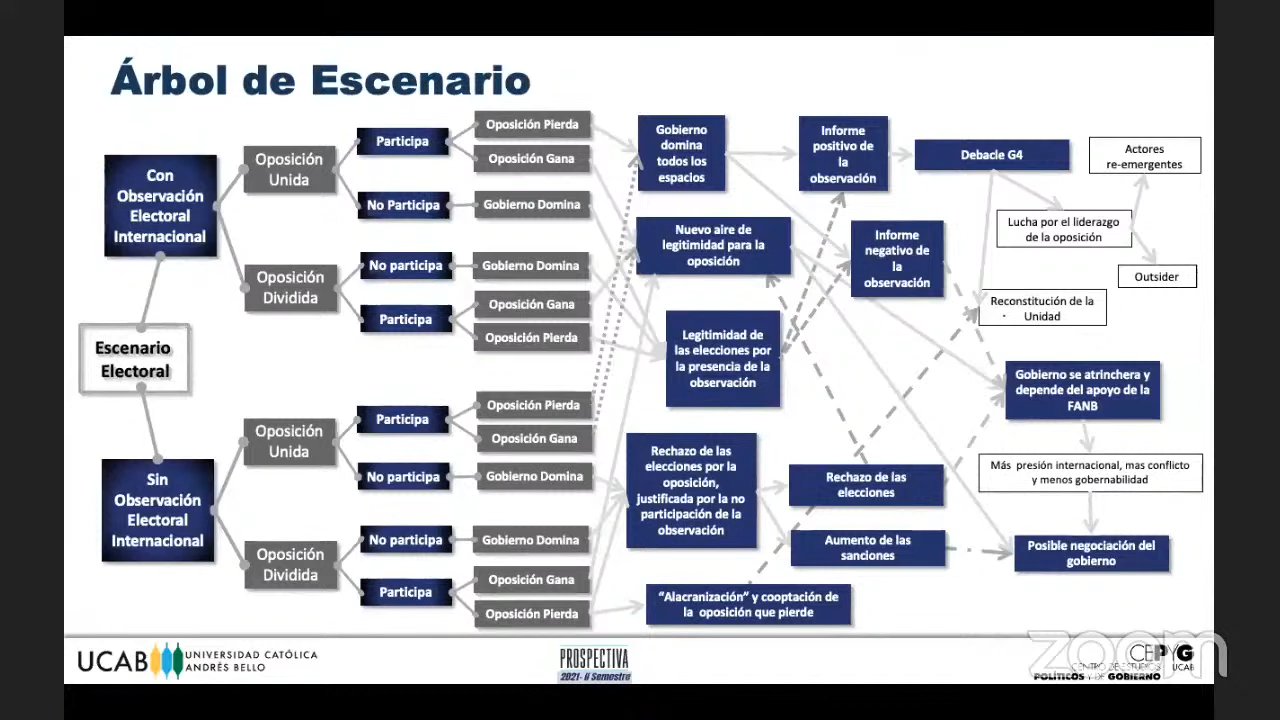 Árbol de Escenario
Con
Observación
Electoral
Internacional
Escenario
Electoral
Sin
Observación
Electoral
Internacional
Oposición
Unida
Oposición
Dividida
Oposición
Unida
Oposición
Dividida
Participa
No Participa
No participa
Participa
Participa
No participa
No participa
Participa
Oposición Pierda
Oposición Gana
Gobierno Domina
Gobierno Domina
Oposición Gana
Oposición Pierda
Oposición Pierda
Oposición Gana
Gobierno Domina
Gobierno Domina
Oposición Gana
Oposición Pierda
Gobierno
domina
todos los
espacios
Nuevo aire de
legitimidad para la
oposición
Legitimidad de
las elecciones por
la presencia de la
observación
Rechazo de las
elecciones por la
oposición,
justificada por la no
participación de la
observación
"Alacranización" y cooptación de
la oposición que pierde
Informe
positivo de
la
observación
Informe
negativo de
la
observación
Rechazo de las
elecciones
Aumento de las
sanciones
Debacle G4
Actores
re-emergentes
Lucha por el liderazgo
de la oposición
Outsider
Reconstitución de la
- Unidad
Gobierno se atrinchera y
depende del apoyo de la
FANB
Más presión internacional, mas conflicto
y menos gobernabilidad
Posible negociación del
gobierno
UCAB
UNIVERSIDAD CATÓLICA
ANDRÉS BELLO
PROSPECTIVA
2021- II Semestre
CEPYG
CENTRO DE ESTUDIOS UCAB
POLÍTICOS Y DE GOBIERNO
zoom